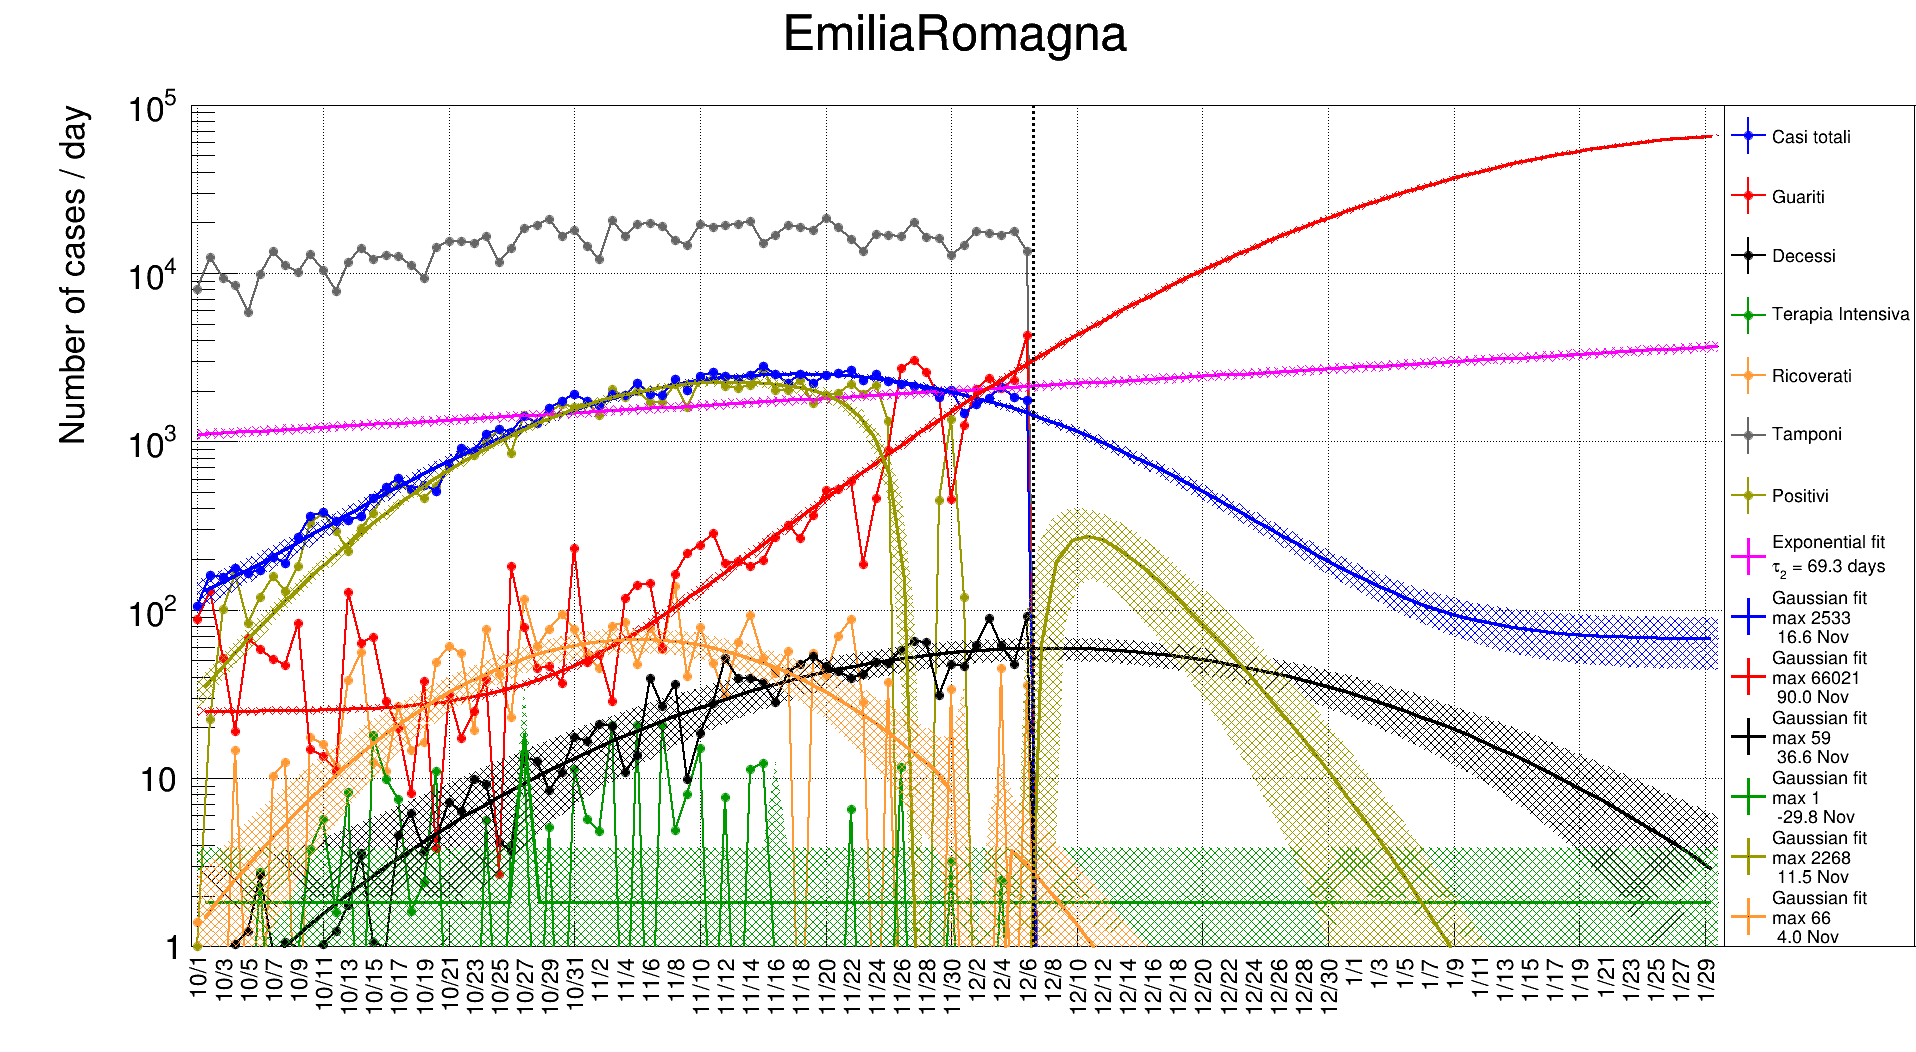 EmiliaRomagna
Number of cases / day
10^5
10^4
10^3
10^2
10
1
10/1
10/3
10/5
10/7
10/9
10/11
10/13
10/15
10/17
10/19
10/21
10/23
10/25
10/27
10/29
10/31
11/2
11/4
11/6
11/8
11/10
11/12
11/14
11/16
11/18
11/20
11/22
11/24
11/26
11/28
11/30
12/2
12/4
12/6
12/8
12/10
12/12
12/14
12/16
12/18
12/20
12/22
12/24
12/26
12/28
12/30
1/1
1/3
1/5
1/7
1/9
1/11
1/13
1/15
1/17
1/19
1/21
1/23
1/25
1/27
1/29
Casi totali
Guariti
Decessi
Terapia Intensiva
Ricoverati
Tamponi
Positivi
Exponential fit
τ2 = 69.3 days
Gaussian fit
max 2533
16.6 Nov
Gaussian fit
max 66021
90.0 Nov
Gaussian fit
max 59
36.6 Nov
Gaussian fit
max 1
-29.8 Nov
Gaussian fit
max 2268
11.5 Nov
Gaussian fit
max 66
4.0 Nov